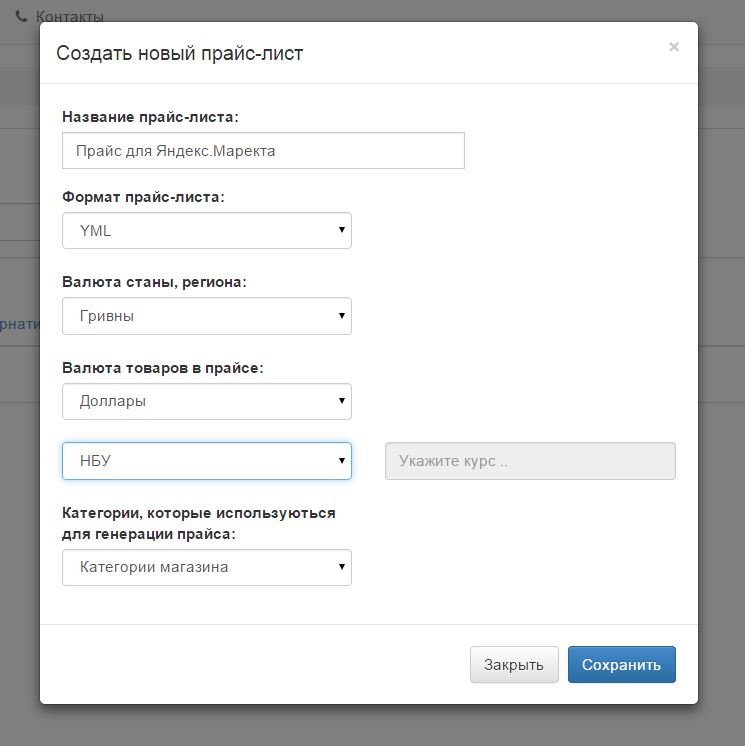 Контакты
Создать новый прайс-лист
×
Название прайс-листа:
Прайс для Яндекс.Маректа
Формат прайс-листа:
YML
Валюта станы, региона:
Гривны
рнати
Валюта товаров в прайсе:
Доллары
НБУ
Укажите курс ..
Категории, которые используються
для генерации прайса:
Категории магазина
Закрыть
Сохранить